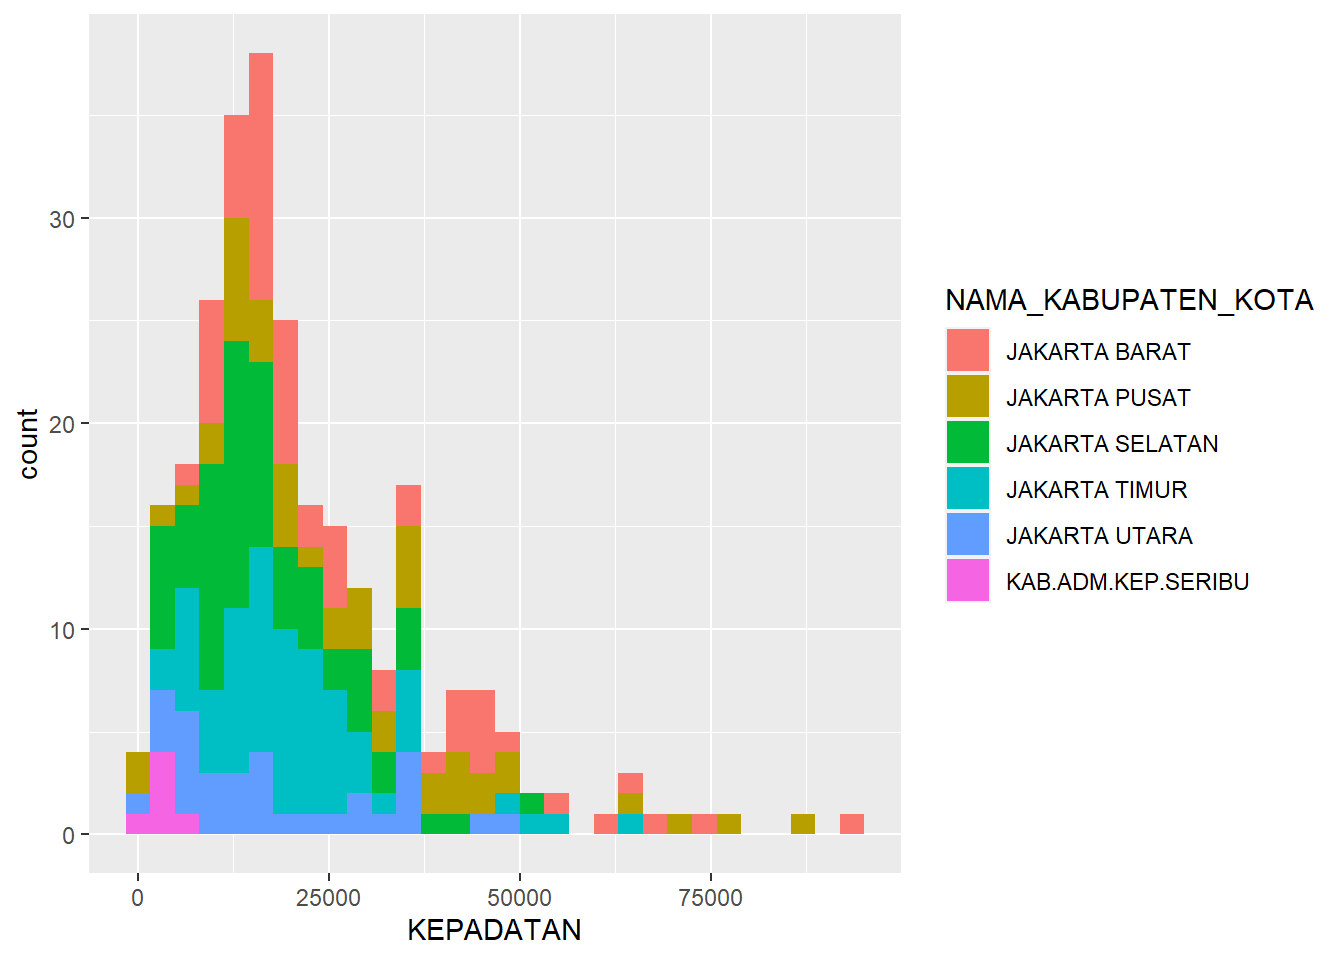 30
20
10
0
count
0 25000 50000 75000
KEPADATAN
NAMA_KABUPATEN_KOTA
JAKARTA BARAT
JAKARTA PUSAT
JAKARTA SELATAN
JAKARTA TIMUR
JAKARTA UTARA
KAB.ADM.KEP.SERIBU